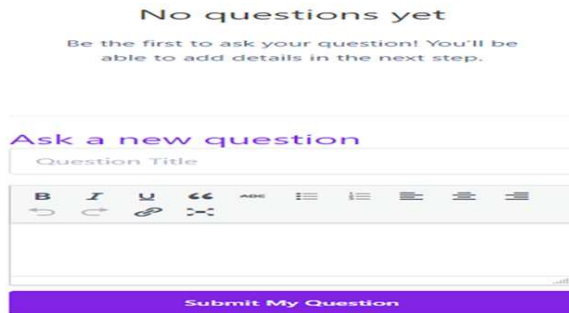 No questions yet
Be the first to ask your question! You'll be
able to add details in the next step.
Ask a new question
Question Title
B I U ABC
Submit My Question